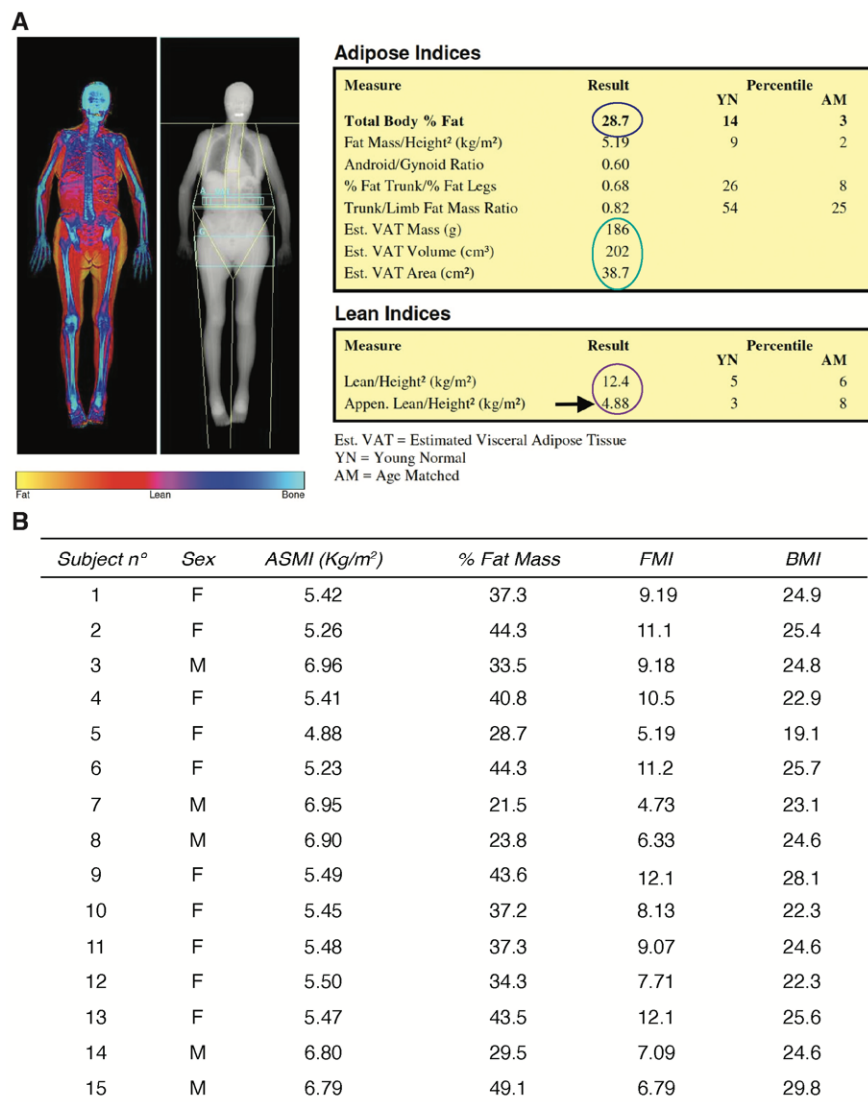 A
Adipose Indices
Measure Result Percentile
YN AM
Total Body % Fat 28.7 14 3
Fat Mass/Height² (kg/m²) 5.19 9 2
Android/Gynoid Ratio 0.60
% Fat Trunk/% Fat Legs 0.68 26 8
Trunk/Limb Fat Mass Ratio 0.82 54 25
Est. VAT Mass (g) 186
Est. VAT Volume (cm³) 202
Est. VAT Area (cm²) 38.7
Lean Indices
Measure Result Percentile
YN AM
Lean/Height² (kg/m²) 12.4 5 6
Appen. Lean/Height² (kg/m²) 4.88 3 8
Est. VAT = Estimated Visceral Adipose Tissue
YN = Young Normal
AM = Age Matched
A
G
Fat Lean Bone
B
Subject n° Sex ASMI (Kg/m²) % Fat Mass FMI BMI
1 F 5.42 37.3 9.19 24.9
2 F 5.26 44.3 11.1 25.4
3 M 6.96 33.5 9.18 24.8
4 F 5.41 40.8 10.5 22.9
5 F 4.88 28.7 5.19 19.1
6 F 5.23 44.3 11.2 25.7
7 M 6.95 21.5 4.73 23.1
8 M 6.90 23.8 6.33 24.6
9 F 5.49 43.6 12.1 28.1
10 F 5.45 37.2 8.13 22.3
11 F 5.48 37.3 9.07 24.6
12 F 5.50 34.3 7.71 22.3
13 F 5.47 43.5 12.1 25.6
14 M 6.80 29.5 7.09 24.6
15 M 6.79 49.1 6.79 29.8